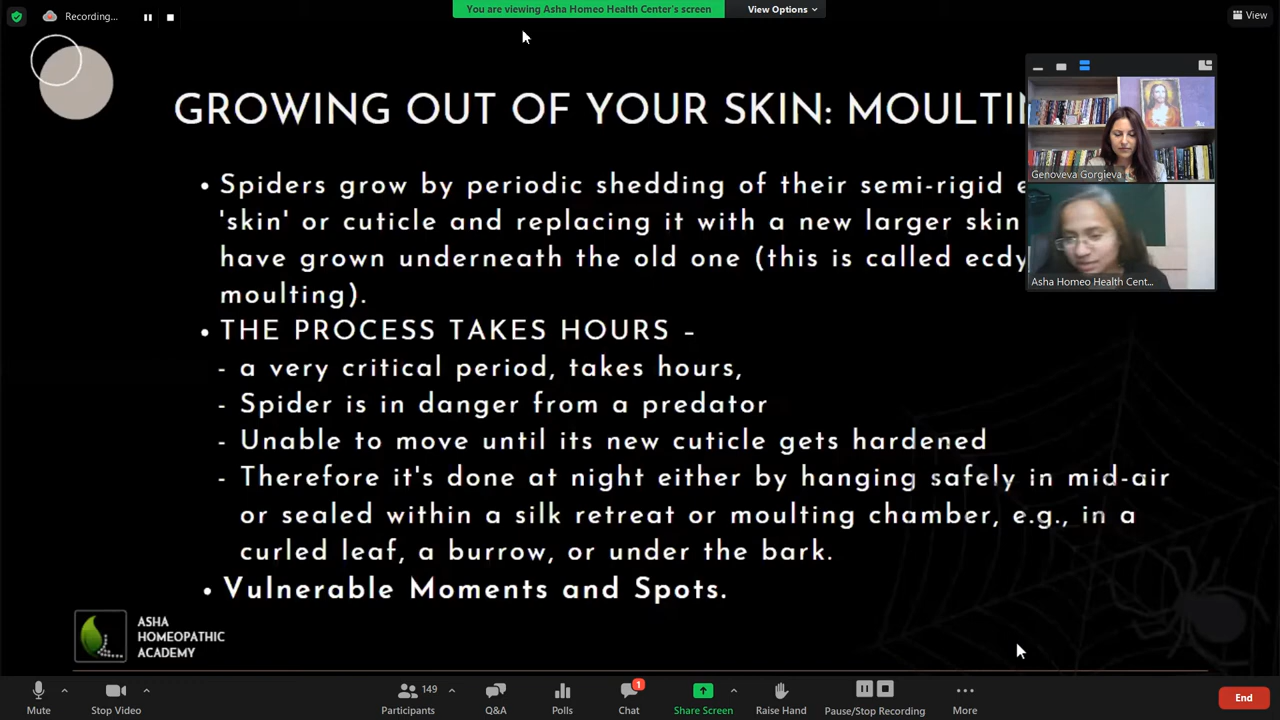 Recording...
You are viewing Asha Homeo Health Center's screen
View Options
View
GROWING OUT OF YOUR SKIN: MOULTIN
• Spiders grow by periodic shedding of their semi-rigid e
'skin' or cuticle and replacing it with a new larger skin
have grown underneath the old one (this is called ecdy
moulting).
• THE PROCESS TAKES HOURS –
- a very critical period, takes hours,
- Spider is in danger from a predator
- Unable to move until its new cuticle gets hardened
- Therefore it's done at night either by hanging safely in mid-air
or sealed within a silk retreat or moulting chamber, e.g., in a
curled leaf, a burrow, or under the bark.
• Vulnerable Moments and Spots.
Genoveva Gorgieva
Asha Homeo Health Cent...
ASHA
HOMEOPATHIC
ACADEMY
Mute
Stop Video
Participants 149
Q&A
Polls
Chat 1
Share Screen
Raise Hand
Pause/Stop Recording
More
End